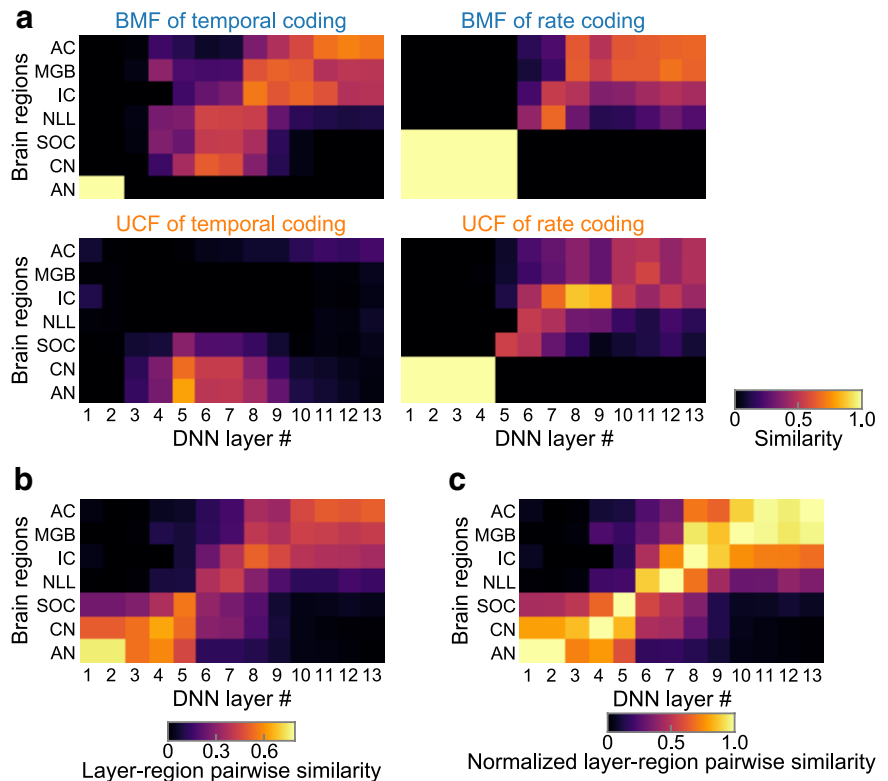 a
BMF of temporal coding
BMF of rate coding
Brain regions
AC
MGB
IC
NLL
SOC
CN
AN
UCF of temporal coding
UCF of rate coding
Brain regions
AC
MGB
IC
NLL
SOC
CN
AN
1 2 3 4 5 6 7 8 9 10 11 12 13
1 2 3 4 5 6 7 8 9 10 11 12 13
DNN layer #
DNN layer #
0 1.0
Similarity
b
Brain regions
AC
MGB
IC
NLL
SOC
CN
AN
1 2 3 4 5 6 7 8 9 10 11 12 13
DNN layer #
0 0.6
Layer-region pairwise similarity
c
Brain regions
AC
MGB
IC
NLL
SOC
CN
AN
1 2 3 4 5 6 7 8 9 10 11 12 13
DNN layer #
0 1.0
Normalized layer-region pairwise similarity